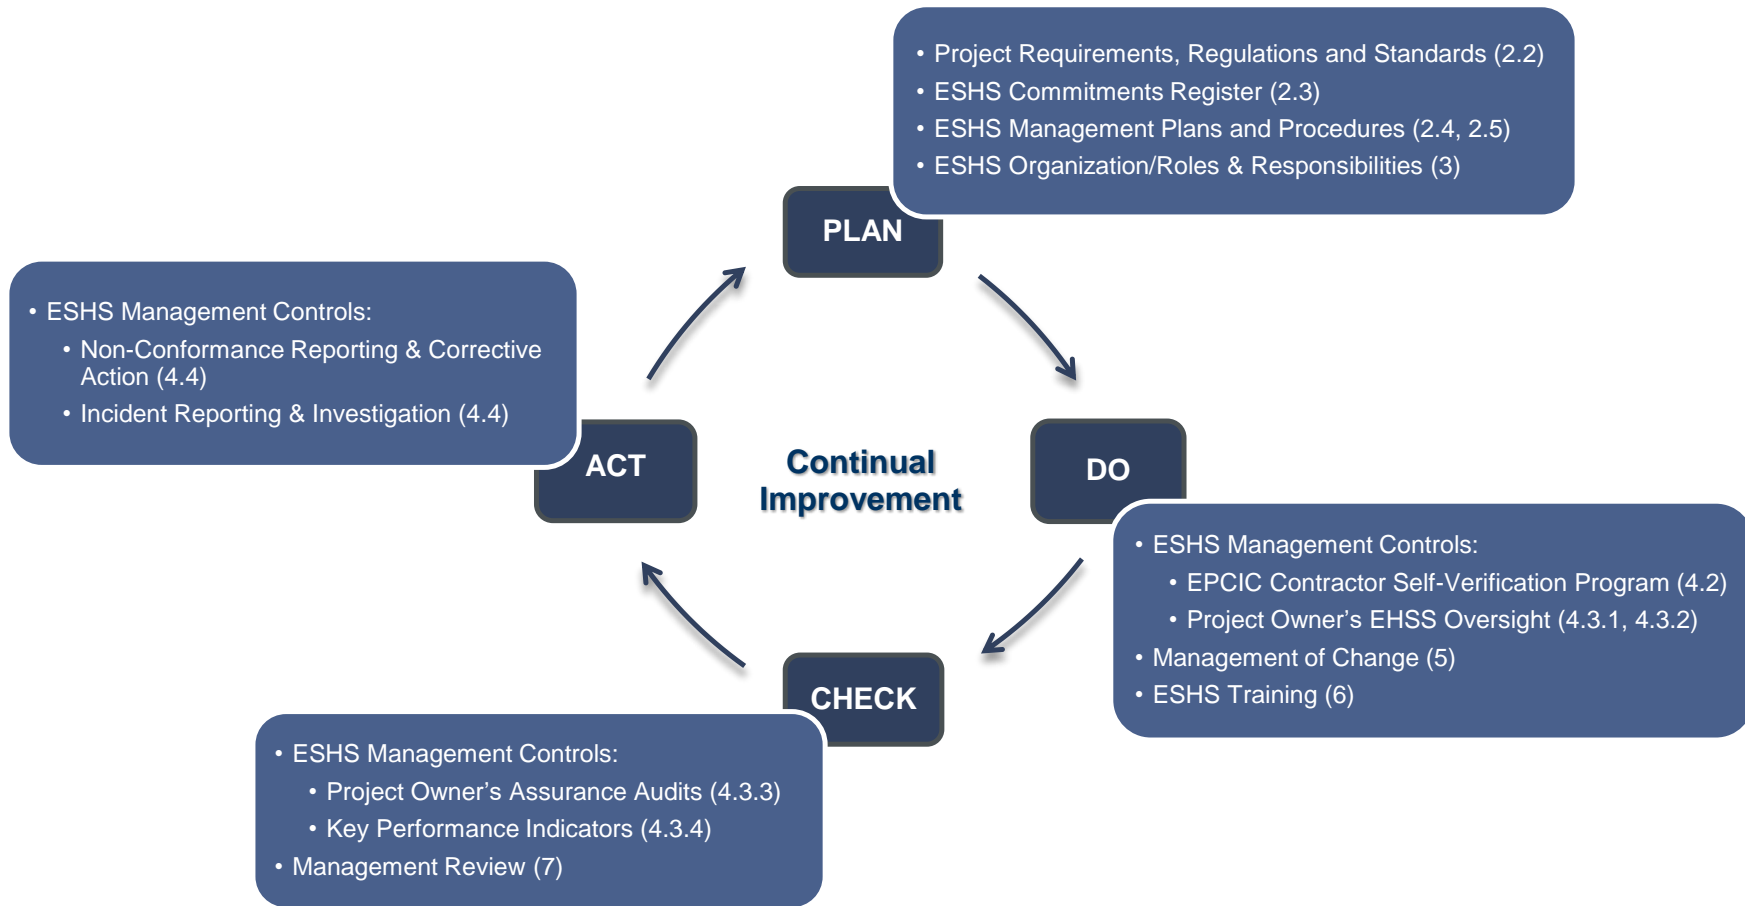 • Project Requirements, Regulations and Standards (2.2)
• ESHS Commitments Register (2.3)
• ESHS Management Plans and Procedures (2.4, 2.5)
• ESHS Organization/Roles & Responsibilities (3)
PLAN
• ESHS Management Controls:
• Non-Conformance Reporting & Corrective
Action (4.4)
• Incident Reporting & Investigation (4.4)
ACT
Continual
Improvement
DO
• ESHS Management Controls:
• EPCIC Contractor Self-Verification Program (4.2)
• Project Owner’s EHSS Oversight (4.3.1, 4.3.2)
• Management of Change (5)
• ESHS Training (6)
CHECK
• ESHS Management Controls:
• Project Owner’s Assurance Audits (4.3.3)
• Key Performance Indicators (4.3.4)
• Management Review (7)